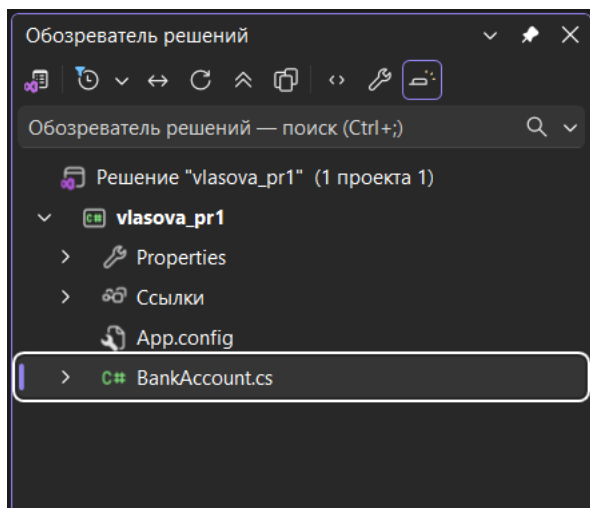 Обозреватель решений
Обозреватель решений — поиск (Ctrl+;)
Решение "vlasova_pr1" (1 проекта 1)
C# vlasova_pr1
Properties
Ссылки
App.config
C# BankAccount.cs